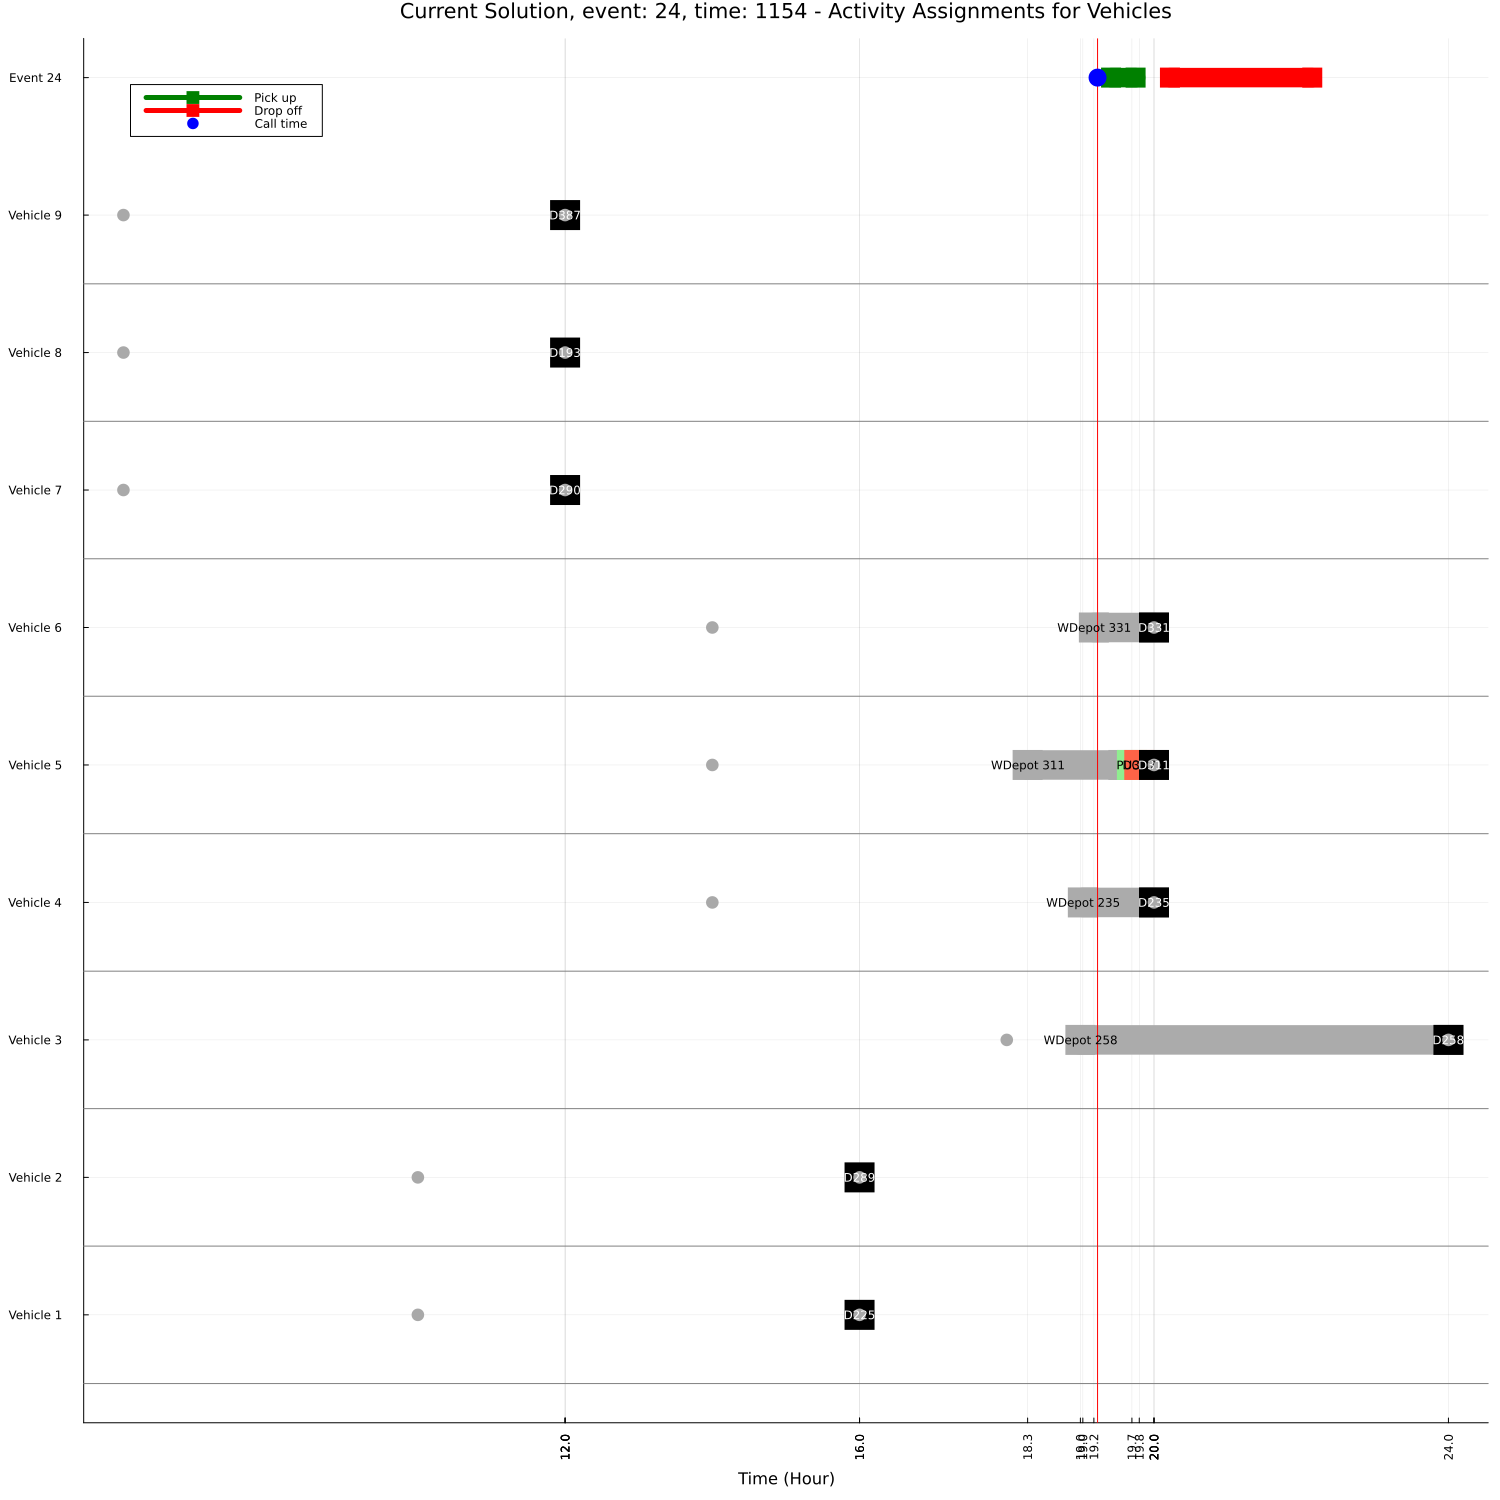 Current Solution, event: 24, time: 1154 - Activity Assignments for Vehicles
Event 24
Pick up
Drop off
Call time
Vehicle 9
D387
Vehicle 8
D193
Vehicle 7
D290
Vehicle 6
WDepot 331
D331
Vehicle 5
WDepot 311
D311
Vehicle 4
WDepot 235
D235
Vehicle 3
WDepot 258
D258
Vehicle 2
D289
Vehicle 1
D225
12.0
16.0
18.3
19.2
19.7
19.8
20.0
24.0
Time (Hour)